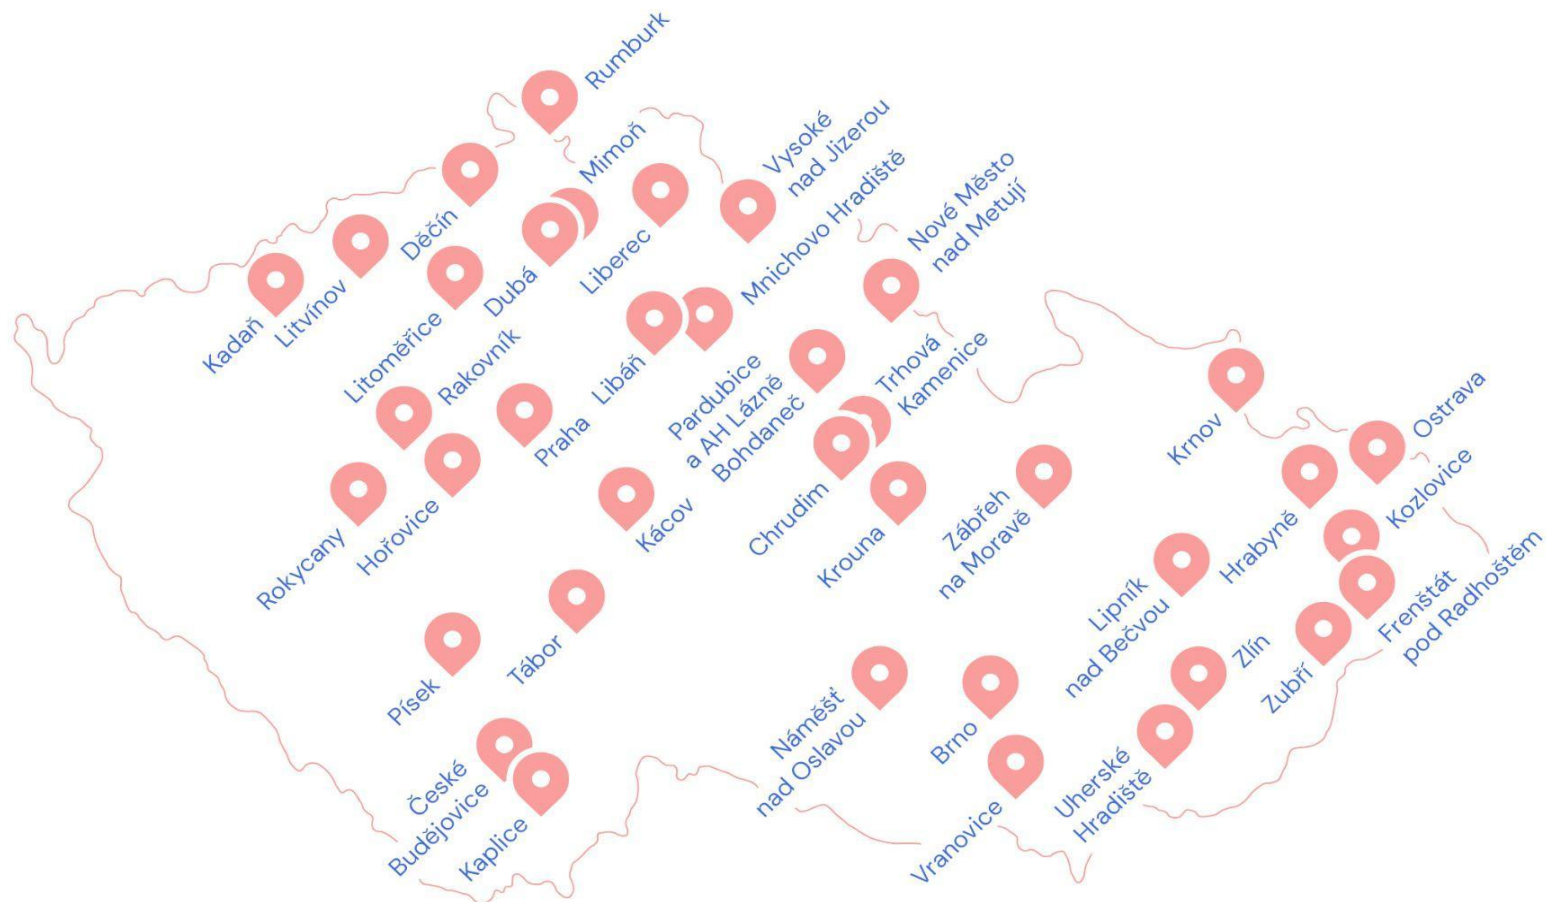 Rumburk
Mimoň
Vysoké
nad Jizerou
Děčín
Liberec
Mnichovo Hradiště
Nové Město
nad Metují
Dubá
Litvínov
Kadaň
Litoměřice
Rakovník
Libáň
Praha
Pardubice
a AH Lázně
Bohdaneč
Trhová
Kamenice
Krnov
Ostrava
Kozlovice
Rokycany
Hořovice
Kácov
Chrudim
Krouna
Zábřeh
na Moravě
Hrabyně
Lipník
nad Bečvou
Frenštát
pod Radhoštěm
Zubří
Zlín
Písek
Tábor
Náměšť
nad Oslavou
Brno
Uherské
Hradiště
Vranovice
České
Budějovice
Kaplice